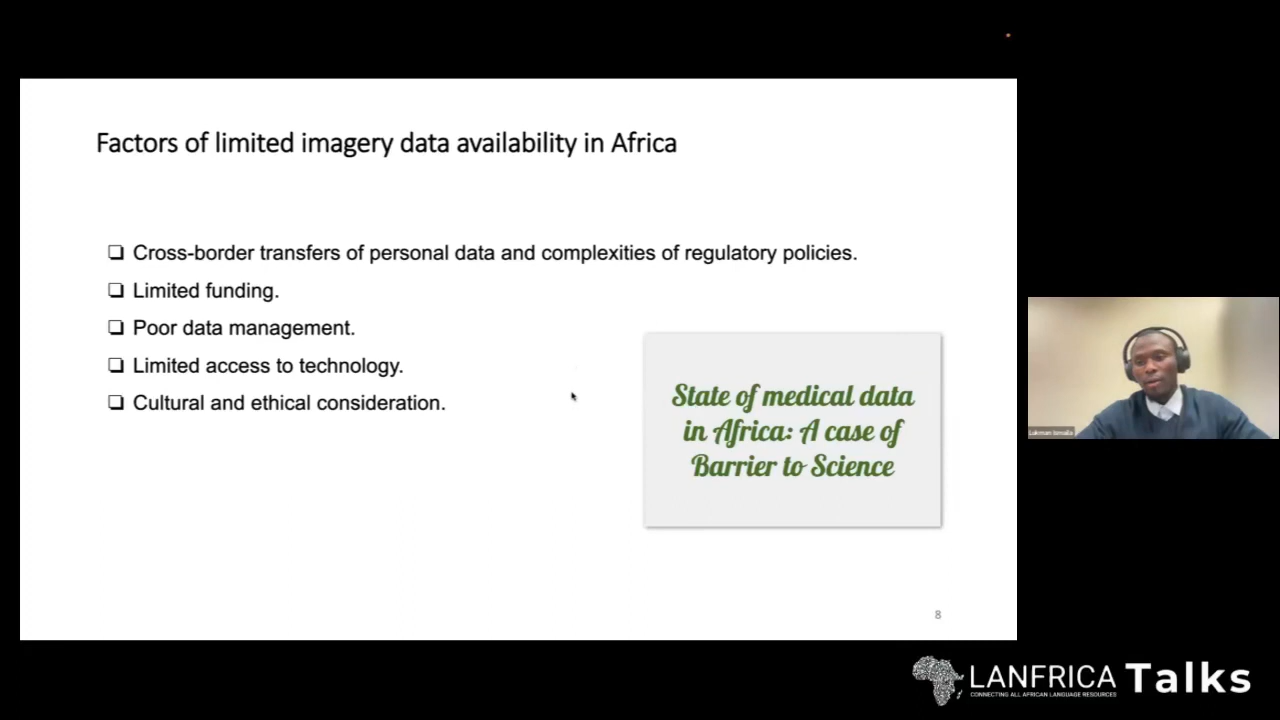 Factors of limited imagery data availability in Africa
❏ Cross-border transfers of personal data and complexities of regulatory policies.
❏ Limited funding.
❏ Poor data management.
❏ Limited access to technology.
❏ Cultural and ethical consideration.
State of medical data
in Africa: A case of
Barrier to Science
8
Lukman Ismaila
LANFRICA Talks
CONNECTING ALL AFRICAN LANGUAGE RESOURCES